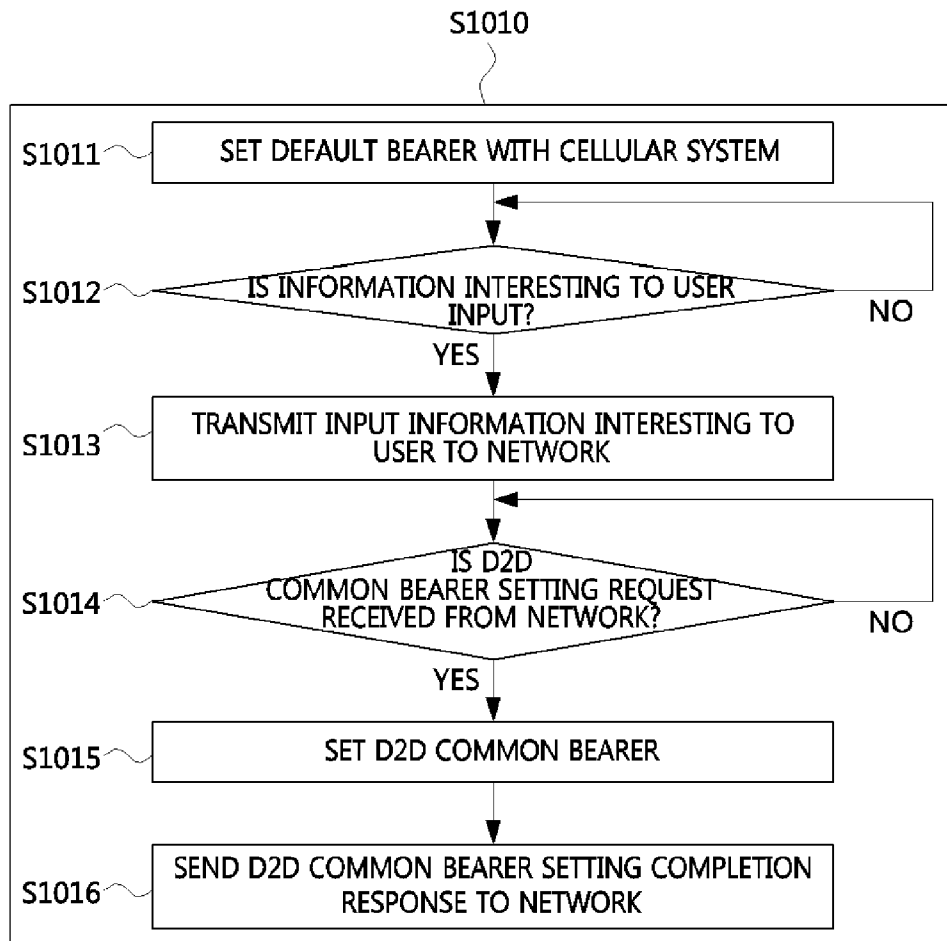 S1010
S1011
SET DEFAULT BEARER WITH CELLULAR SYSTEM
S1012
IS INFORMATION INTERESTING TO USER
INPUT?
NO
YES
S1013
TRANSMIT INPUT INFORMATION INTERESTING TO
USER TO NETWORK
S1014
IS D2D
COMMON BEARER SETTING REQUEST
RECEIVED FROM NETWORK?
NO
YES
S1015
SET D2D COMMON BEARER
S1016
SEND D2D COMMON BEARER SETTING COMPLETION
RESPONSE TO NETWORK